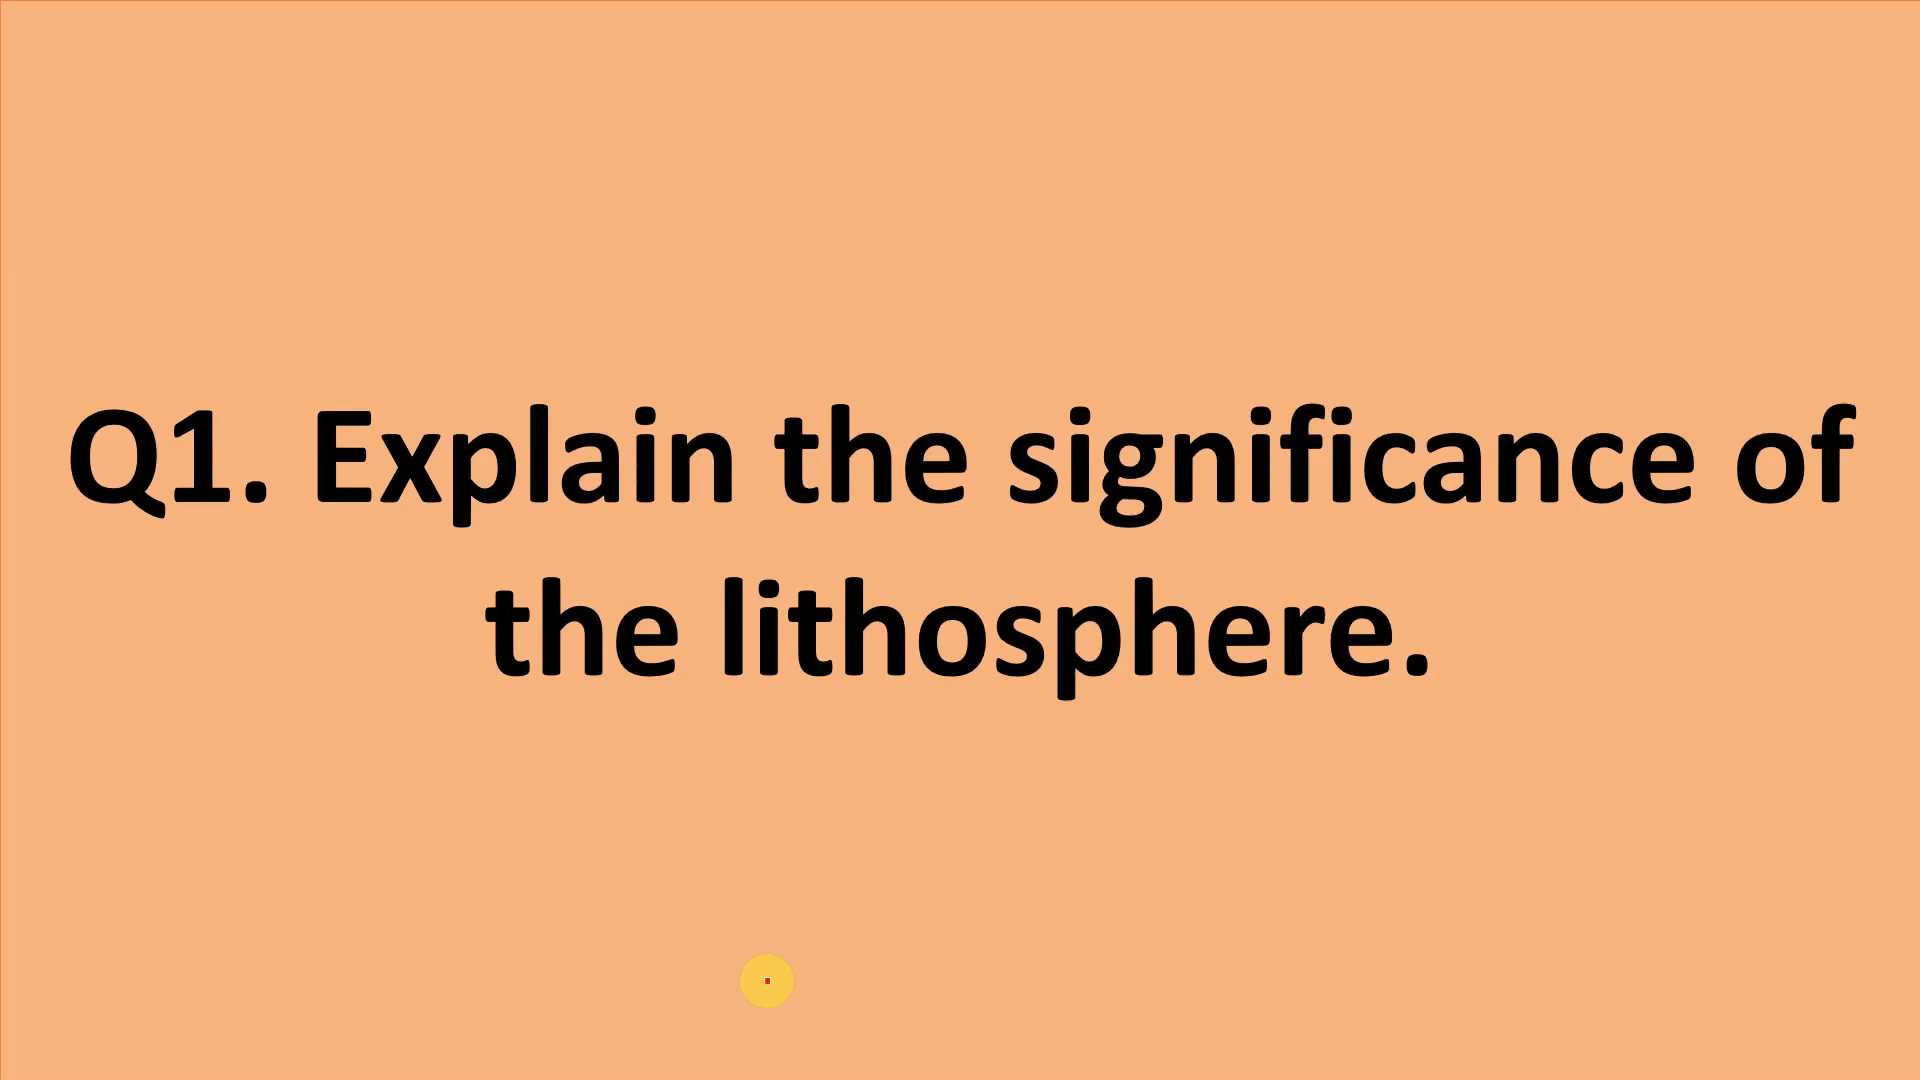 Q1. Explain the significance of
the lithosphere.